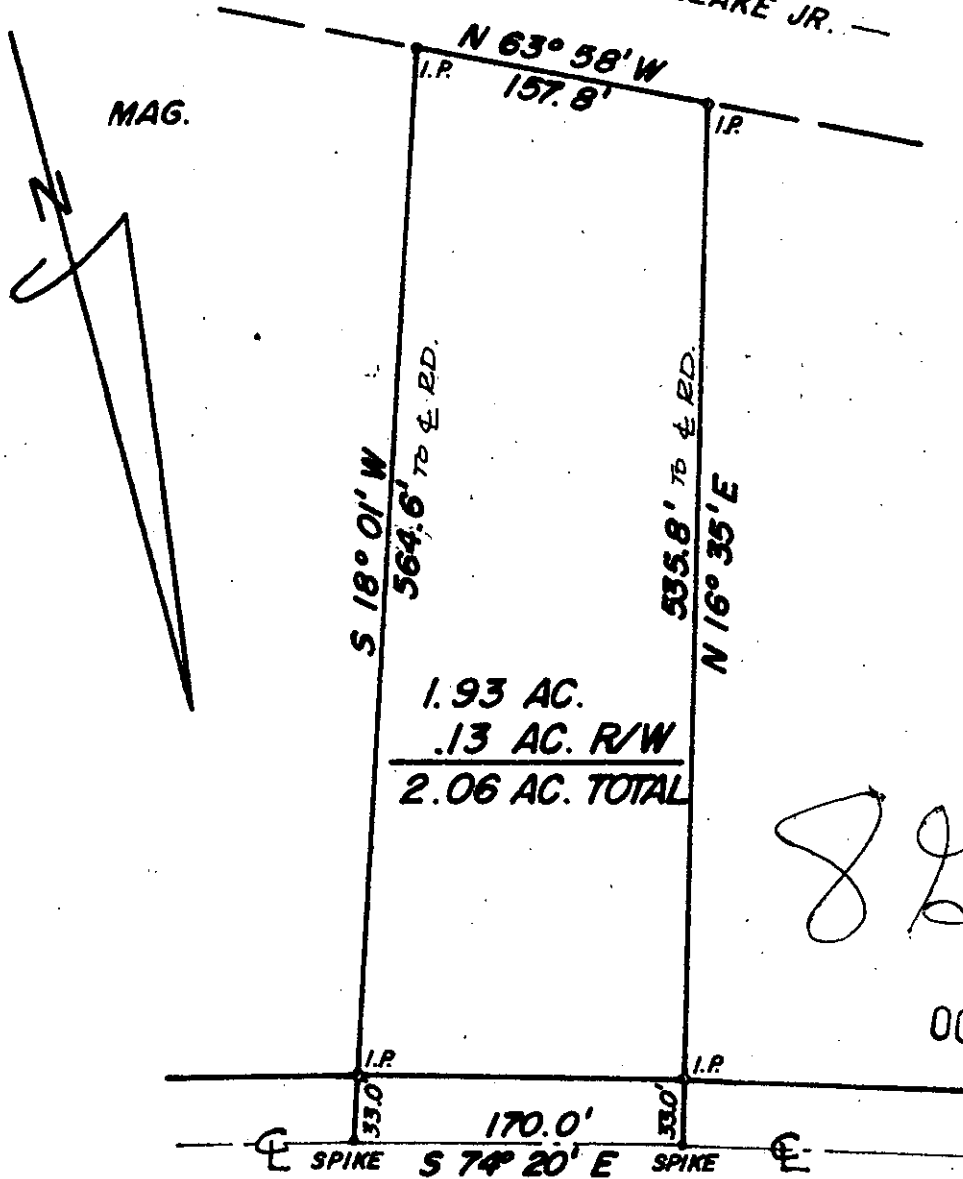 JR.
N 63° 58' W
157.8'
I.P.
I.P.
MAG.
N
S 18° 01' W
564.6' TO ℄ RD.
535.8' TO ℄ RD.
N 16° 35' E
1.93 AC.
.13 AC. R/W
2.06 AC. TOTAL
8
I.P.
I.P.
33.0'
33.0'
170.0'
℄ SPIKE S 74° 20' E SPIKE ℄